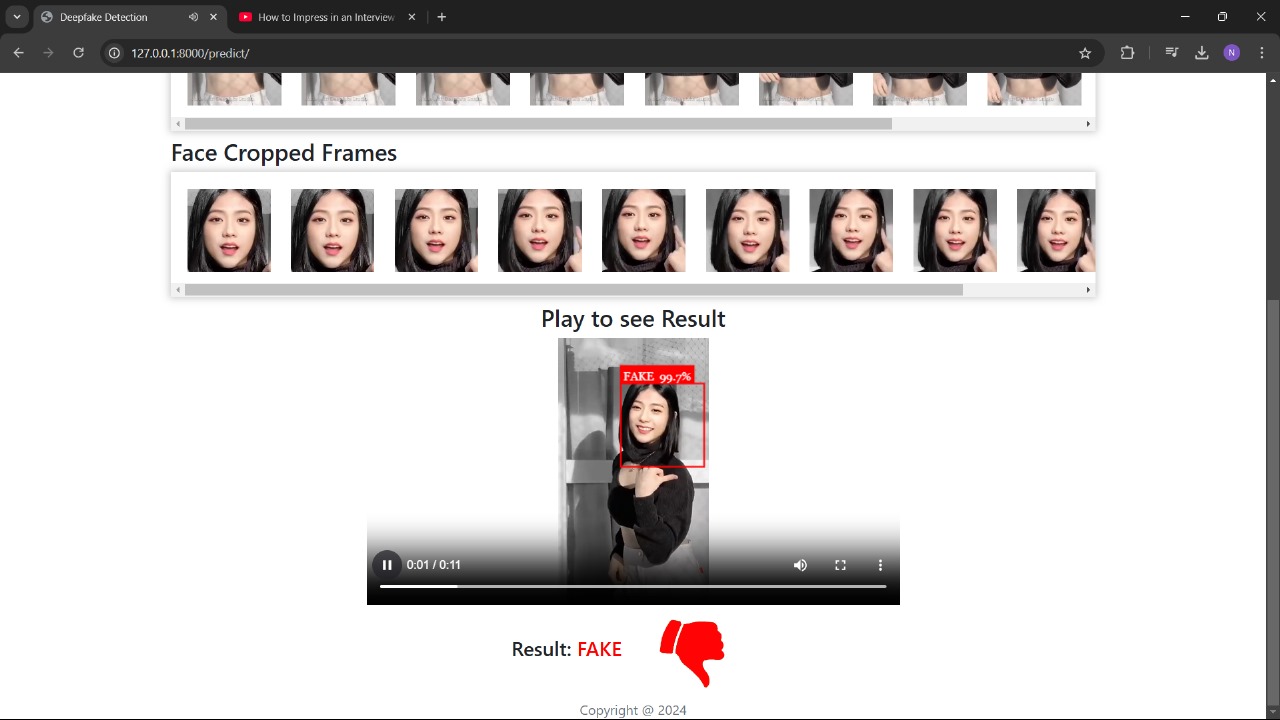 Deepfake Detection
How to Impress in an Interview
127.0.0.1:8000/predict/
N
Face Cropped Frames
Play to see Result
FAKE 99.7%
0:01 / 0:11
Result: FAKE
Copyright @ 2024